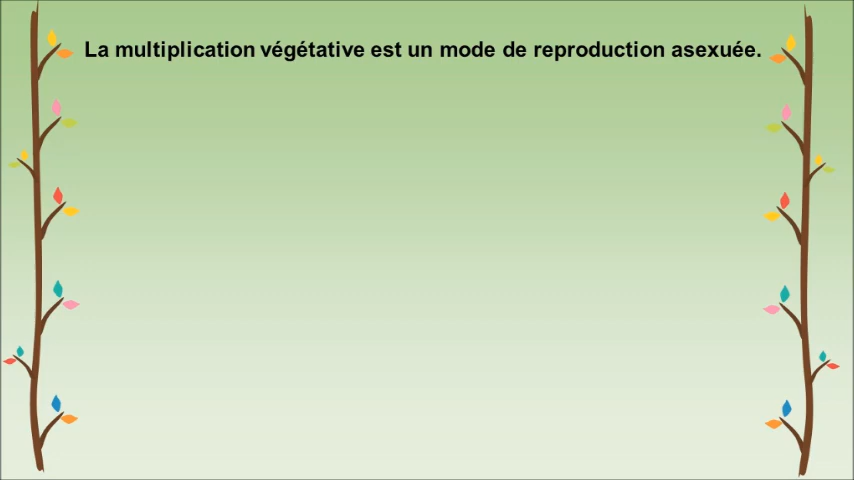 La multiplication végétative est un mode de reproduction asexuée.